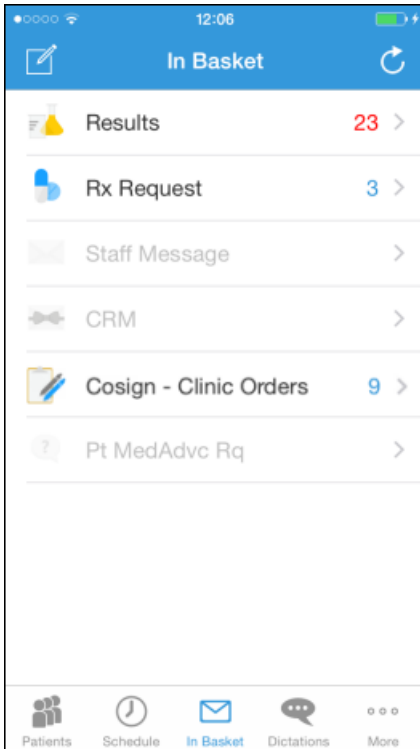 12:06
In Basket
Results 23
Rx Request 3
Staff Message
CRM
Cosign - Clinic Orders 9
? Pt MedAdvc Rq
Patients Schedule In Basket Dictations More